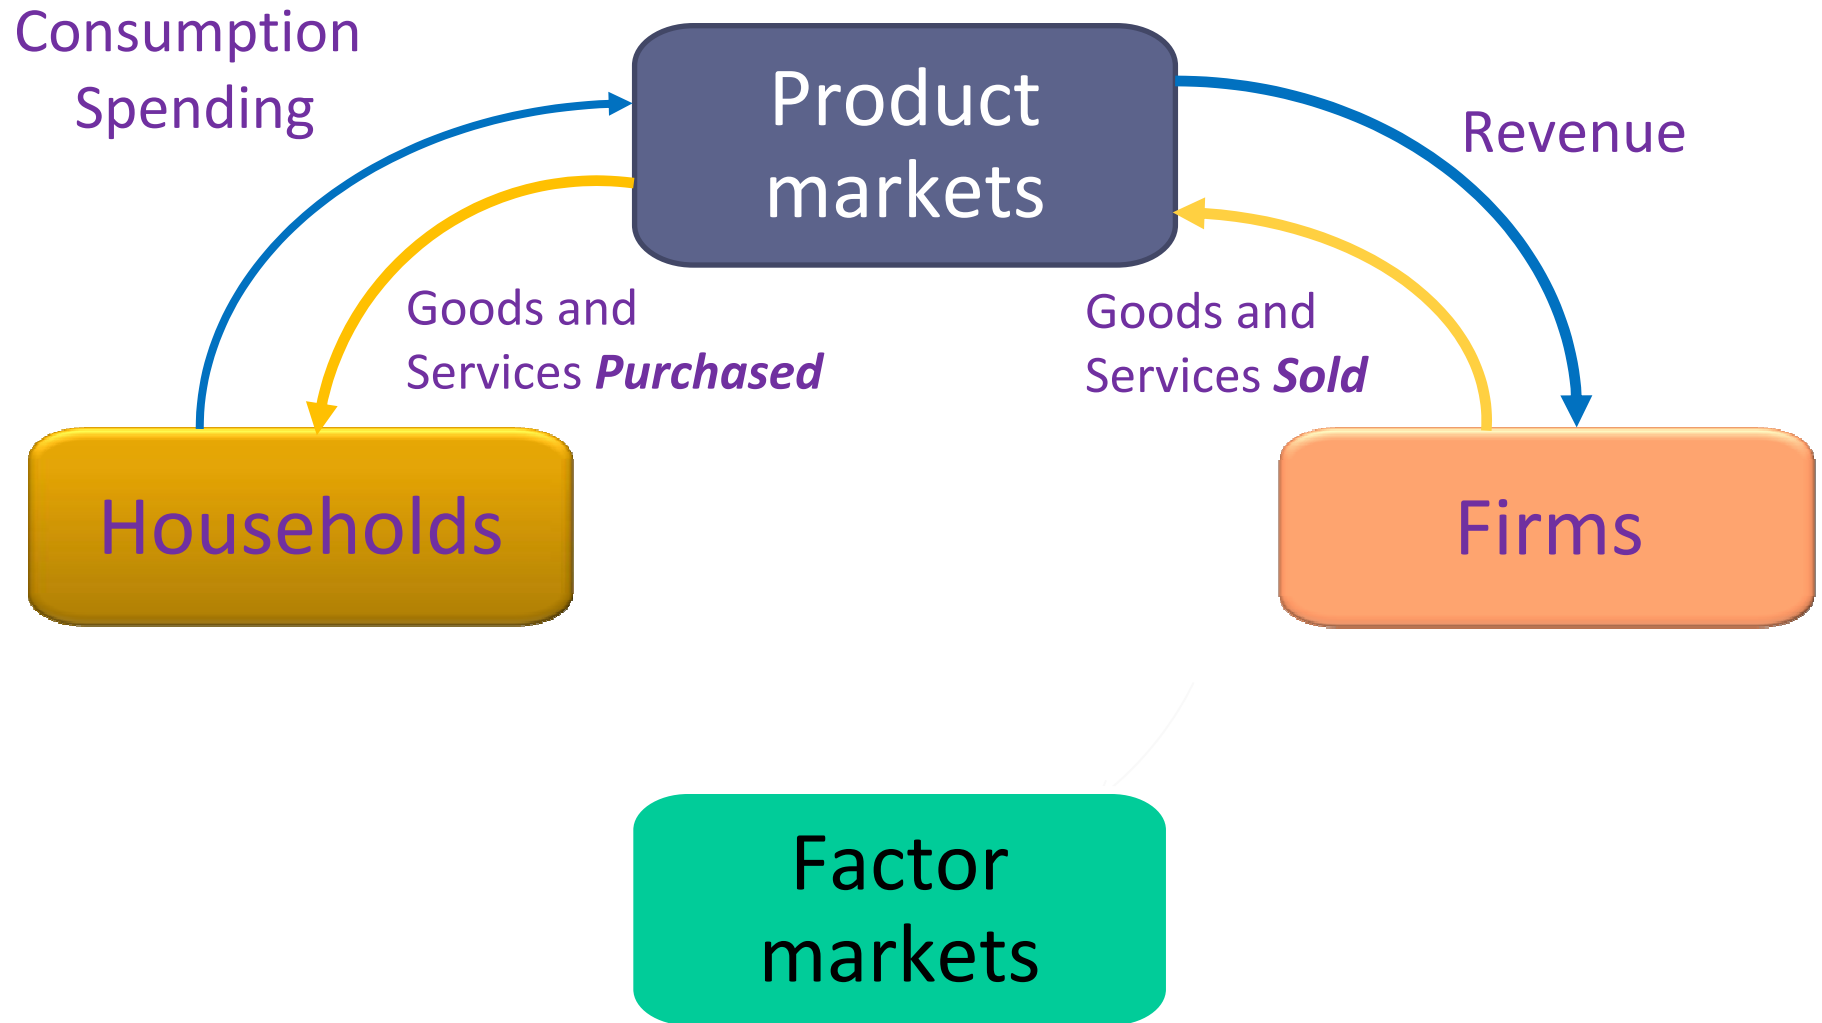 Consumption
Spending
Product
markets
Revenue
Goods and
Services Purchased
Goods and
Services Sold
Households
Firms
Factor
markets